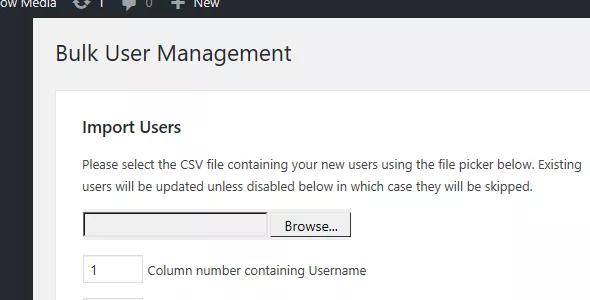 ow Media 1 0 + New
Bulk User Management
Import Users
Please select the CSV file containing your new users using the file picker below. Existing
users will be updated unless disabled below in which case they will be skipped.
Browse...
1 Column number containing Username